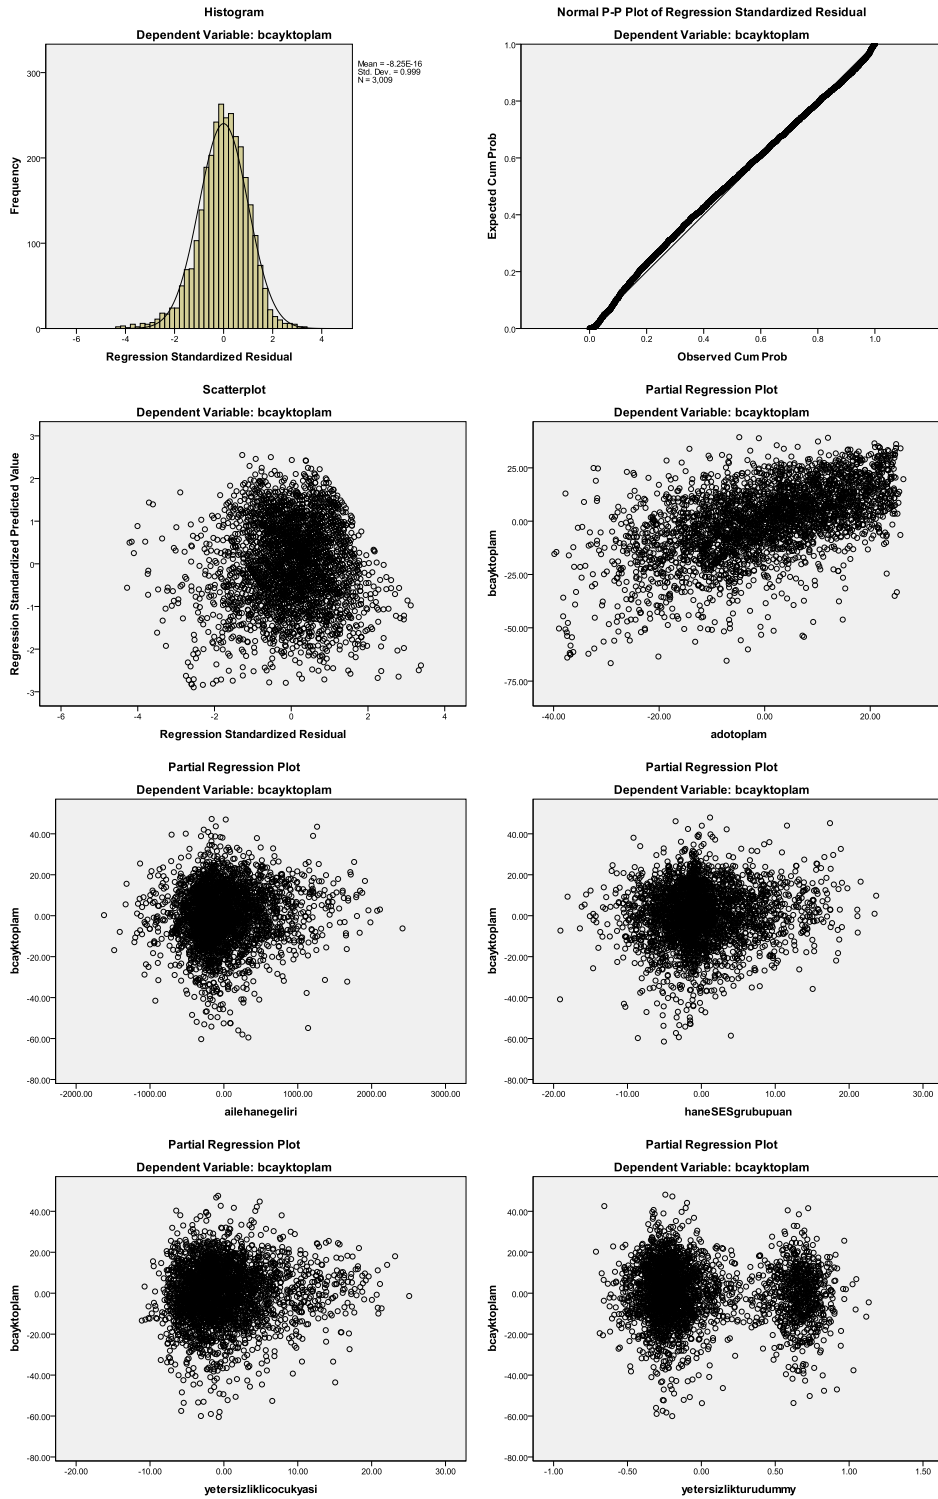 Histogram
Dependent Variable: bcayktoplam
Mean = -8.25E-16
Std. Dev. = 0.999
N = 3,009
Frequency
300
200
100
0
-6 -4 -2 0 2 4
Regression Standardized Residual
Normal P-P Plot of Regression Standardized Residual
Dependent Variable: bcayktoplam
Expected Cum Prob
1.0
0.8
0.6
0.4
0.2
0.0
0.0 0.2 0.4 0.6 0.8 1.0
Observed Cum Prob
Scatterplot
Dependent Variable: bcayktoplam
Regression Standardized Predicted Value
3
2
1
0
-1
-2
-3
-6 -4 -2 0 2 4
Regression Standardized Residual
Partial Regression Plot
Dependent Variable: bcayktoplam
bcayktoplam
25.00
0.00
-25.00
-50.00
-75.00
-40.00 -20.00 0.00 20.00
adotoplam
Partial Regression Plot
Dependent Variable: bcayktoplam
bcayktoplam
40.00
20.00
0.00
-20.00
-40.00
-60.00
-80.00
-2000.00 -1000.00 0.00 1000.00 2000.00 3000.00
ailehanegeliri
Partial Regression Plot
Dependent Variable: bcayktoplam
bcayktoplam
40.00
20.00
0.00
-20.00
-40.00
-60.00
-80.00
-20.00 -10.00 0.00 10.00 20.00 30.00
haneSESgrubupuan
Partial Regression Plot
Dependent Variable: bcayktoplam
bcayktoplam
40.00
20.00
0.00
-20.00
-40.00
-60.00
-80.00
-20.00 -10.00 0.00 10.00 20.00 30.00
yetersizliklicocukyasi
Partial Regression Plot
Dependent Variable: bcayktoplam
bcayktoplam
40.00
20.00
0.00
-20.00
-40.00
-60.00
-80.00
-1.00 -0.50 0.00 0.50 1.00 1.50
yetersizlikturudummy